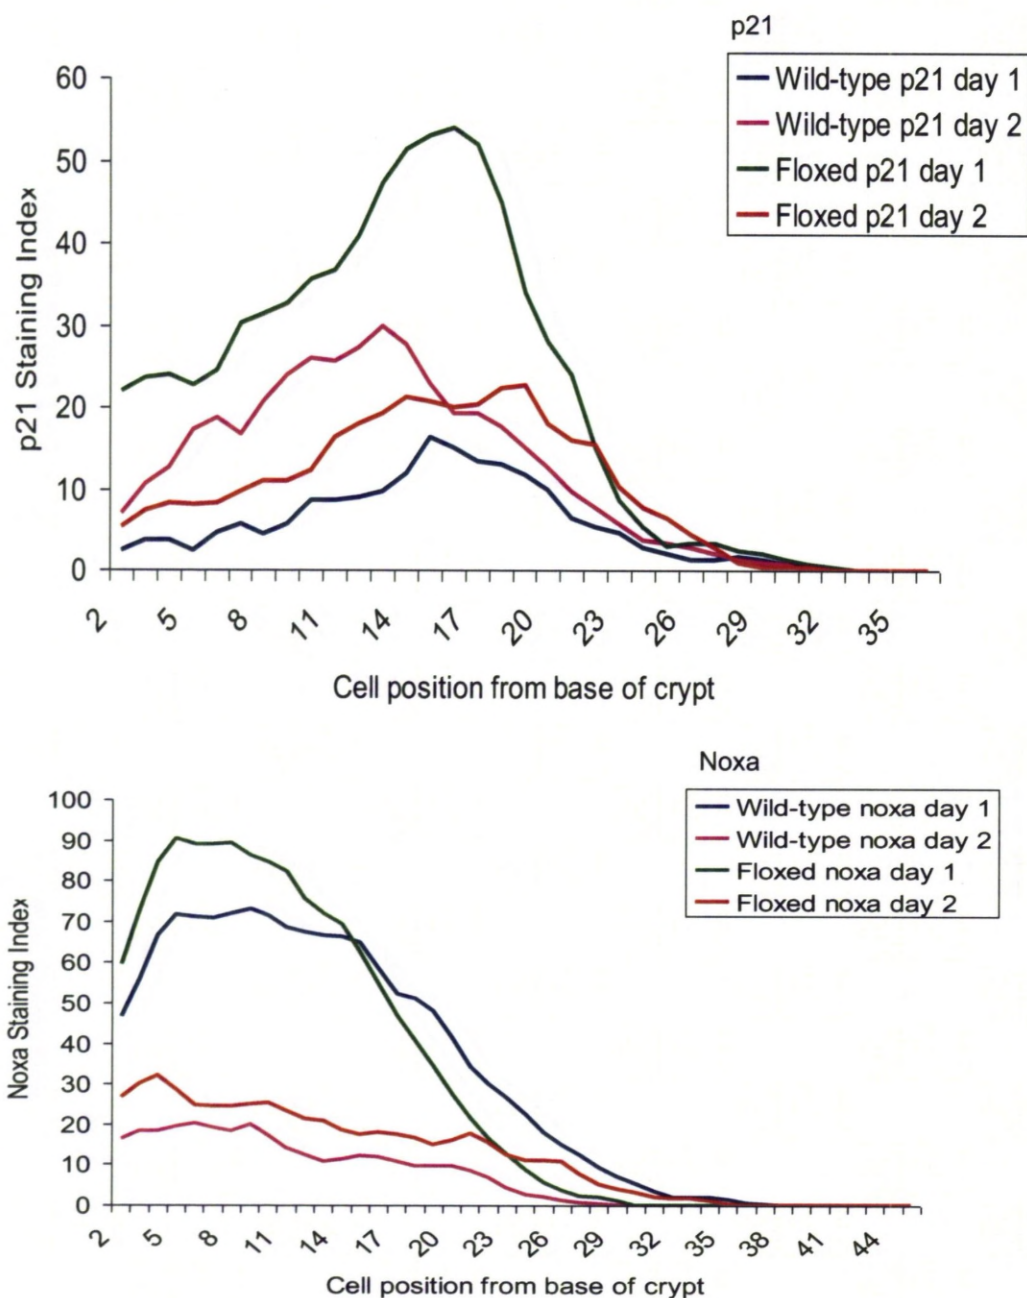 p21
Wild-type p21 day 1
Wild-type p21 day 2
Floxed p21 day 1
Floxed p21 day 2
60
50
40
30
20
10
0
p21 Staining Index
2 5 8 11 14 17 20 23 26 29 32 35
Cell position from base of crypt
Noxa
Wild-type noxa day 1
Wild-type noxa day 2
Floxed noxa day 1
Floxed noxa day 2
100
90
80
70
60
50
40
30
20
10
0
Noxa Staining Index
2 5 8 11 14 17 20 23 26 29 32 35 38 41 44
Cell position from base of crypt